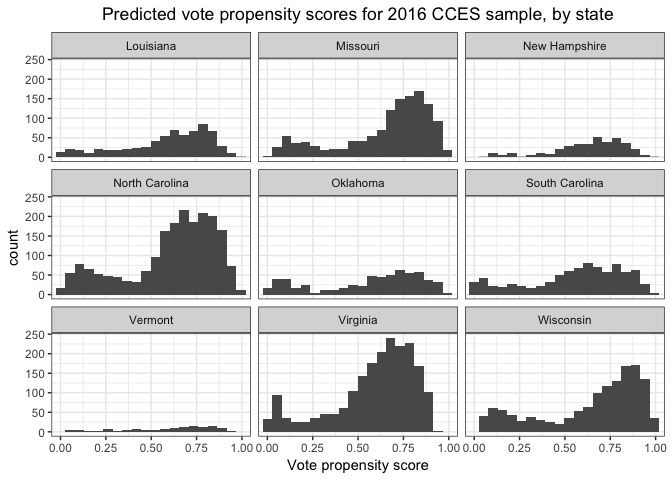 Predicted vote propensity scores for 2016 CCES sample, by state
Louisiana
Missouri
New Hampshire
250
200
150
100
50
0
North Carolina
Oklahoma
South Carolina
250
200
150
100
50
0
count
Vermont
Virginia
Wisconsin
250
200
150
100
50
0
0.00 0.25 0.50 0.75 1.00 0.00 0.25 0.50 0.75 1.00 0.00 0.25 0.50 0.75 1.00
Vote propensity score